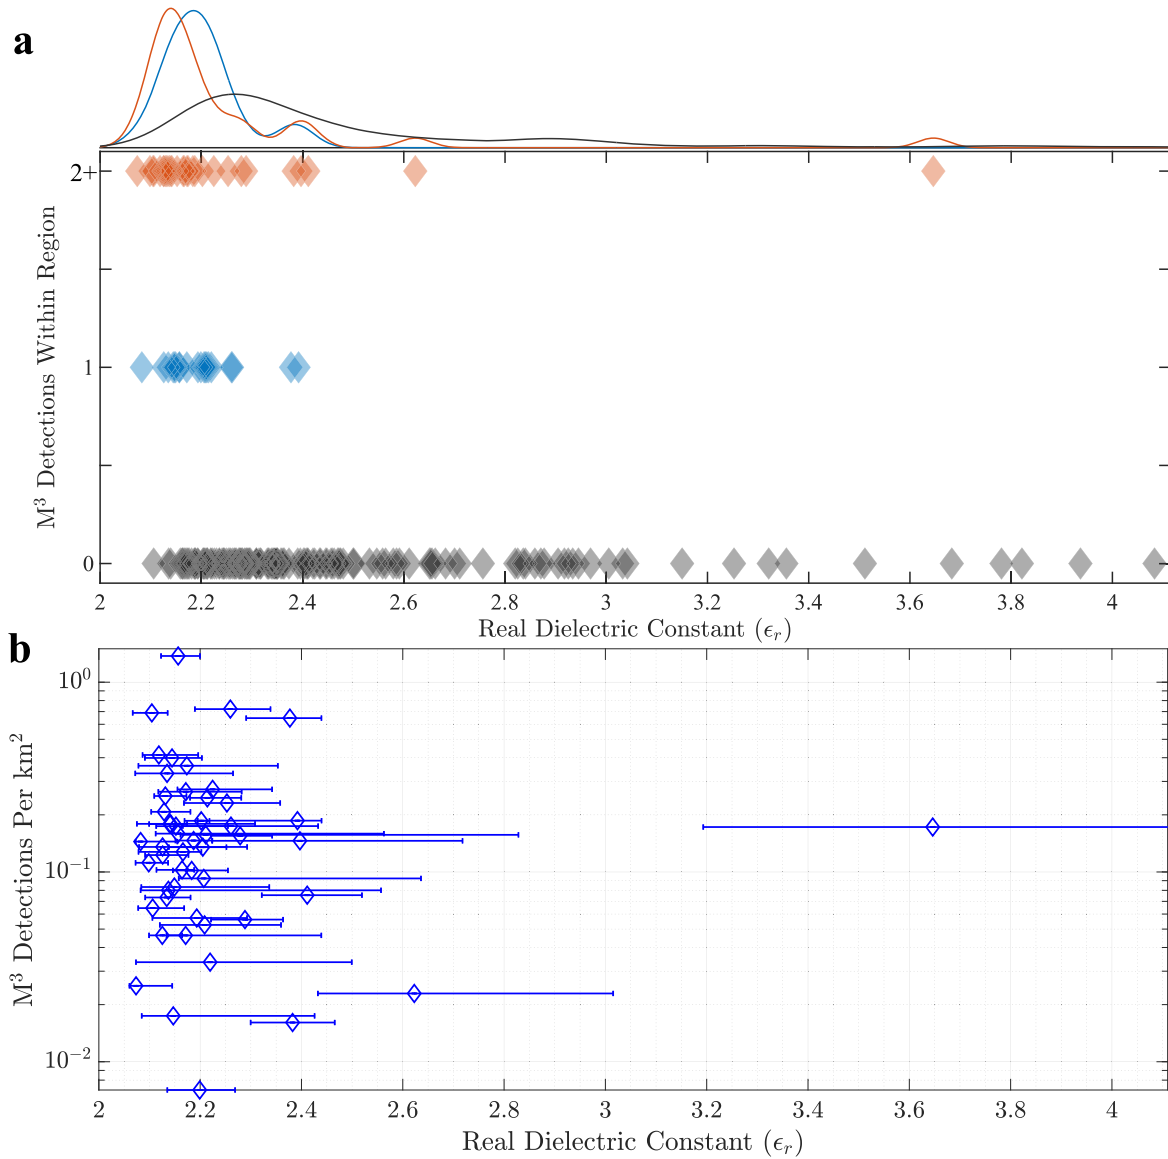 a
2+
1
0
M³ Detections Within Region
2 2.2 2.4 2.6 2.8 3 3.2 3.4 3.6 3.8 4
Real Dielectric Constant (ϵᵣ)
b
10⁰
10⁻¹
10⁻²
M³ Detections Per km²
2 2.2 2.4 2.6 2.8 3 3.2 3.4 3.6 3.8 4
Real Dielectric Constant (ϵᵣ)